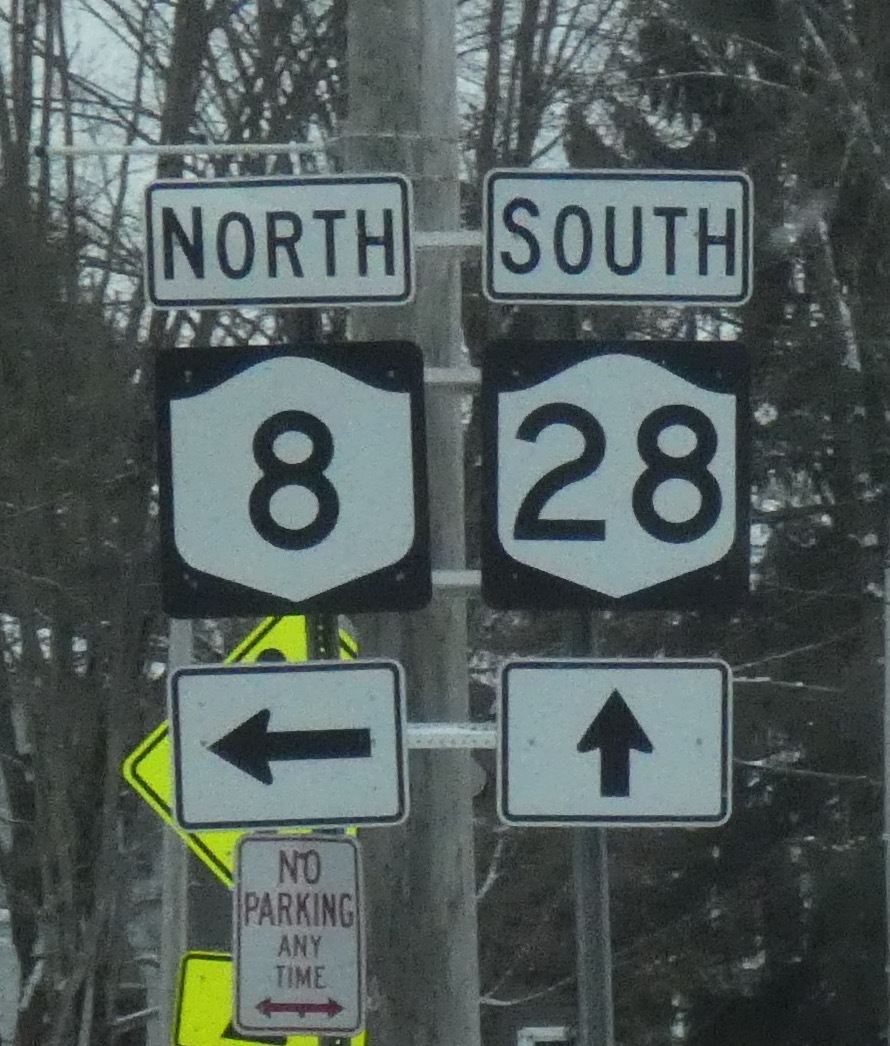 NORTH
SOUTH
8
28
NO
PARKING
ANY
TIME